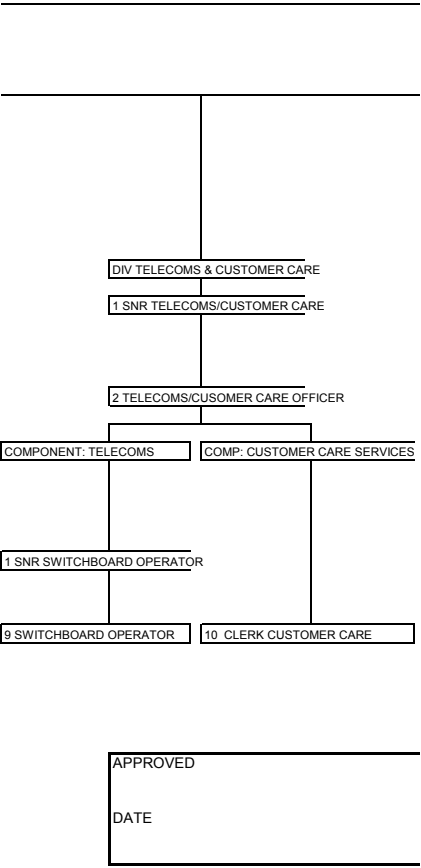 DIV TELECOMS & CUSTOMER CARE
1 SNR TELECOMS/CUSTOMER CARE
2 TELECOMS/CUSOMER CARE OFFICER
COMPONENT: TELECOMS
COMP: CUSTOMER CARE SERVICES
1 SNR SWITCHBOARD OPERATOR
9 SWITCHBOARD OPERATOR
10 CLERK CUSTOMER CARE
APPROVED
DATE